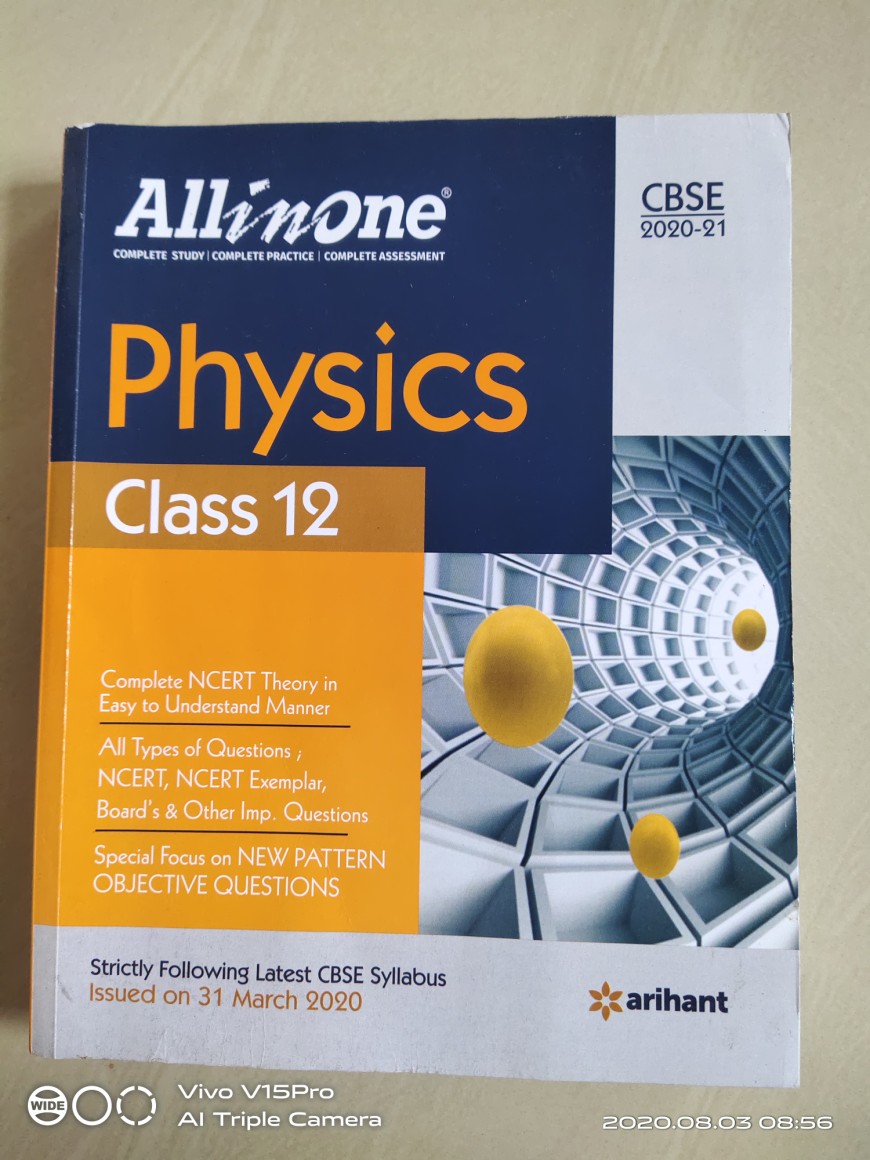 All in One®
COMPLETE STUDY | COMPLETE PRACTICE | COMPLETE ASSESSMENT
CBSE
2020-21
Physics
Class 12
Complete NCERT Theory in
Easy to Understand Manner
All Types of Questions ;
NCERT, NCERT Exemplar,
Board's & Other Imp. Questions
Special Focus on NEW PATTERN
OBJECTIVE QUESTIONS
Strictly Following Latest CBSE Syllabus
Issued on 31 March 2020
arihant
WIDE
Vivo V15Pro
AI Triple Camera
2020.08.03 08:56